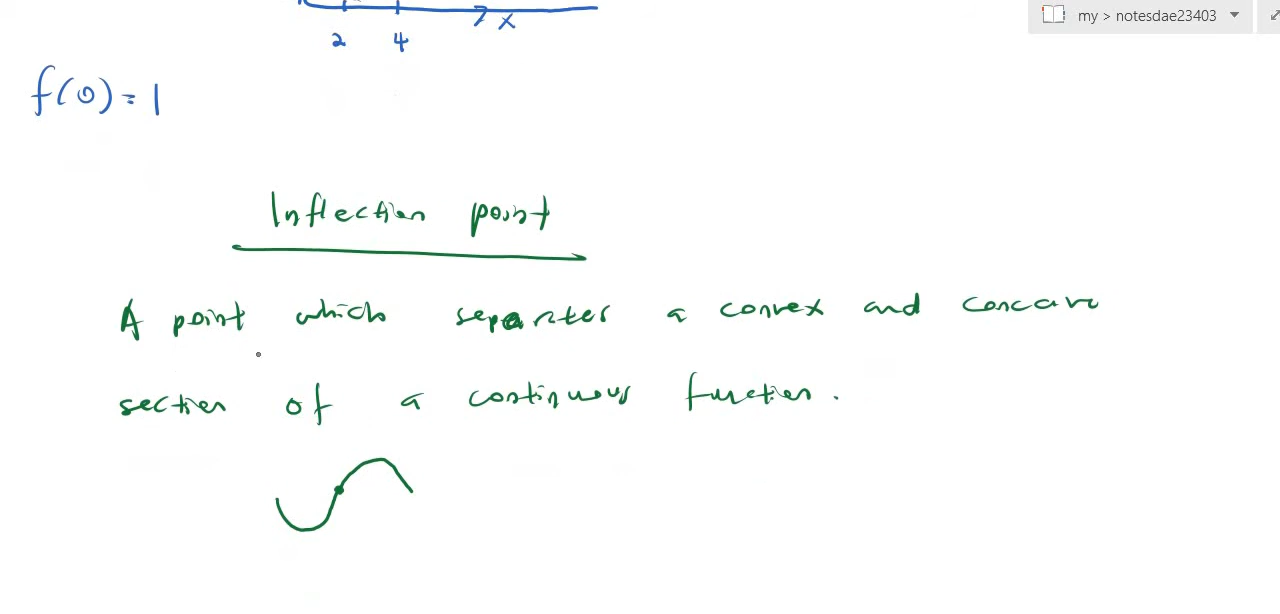 my > notesdae23403
x
2 4
f(0) = 1
Inflection point
A point which separates a convex and concave
section of a continuous function.